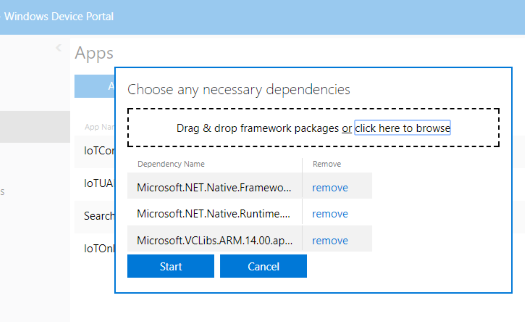 Windows Device Portal
Apps
A
App Nam
IoTCor
IoTUA
Search
IoTOnl
s
Choose any necessary dependencies
Drag & drop framework packages or click here to browse
Dependency Name Remove
Microsoft.NET.Native.Framewo... remove
Microsoft.NET.Native.Runtime.... remove
Microsoft.VCLibs.ARM.14.00.ap... remove
Start Cancel